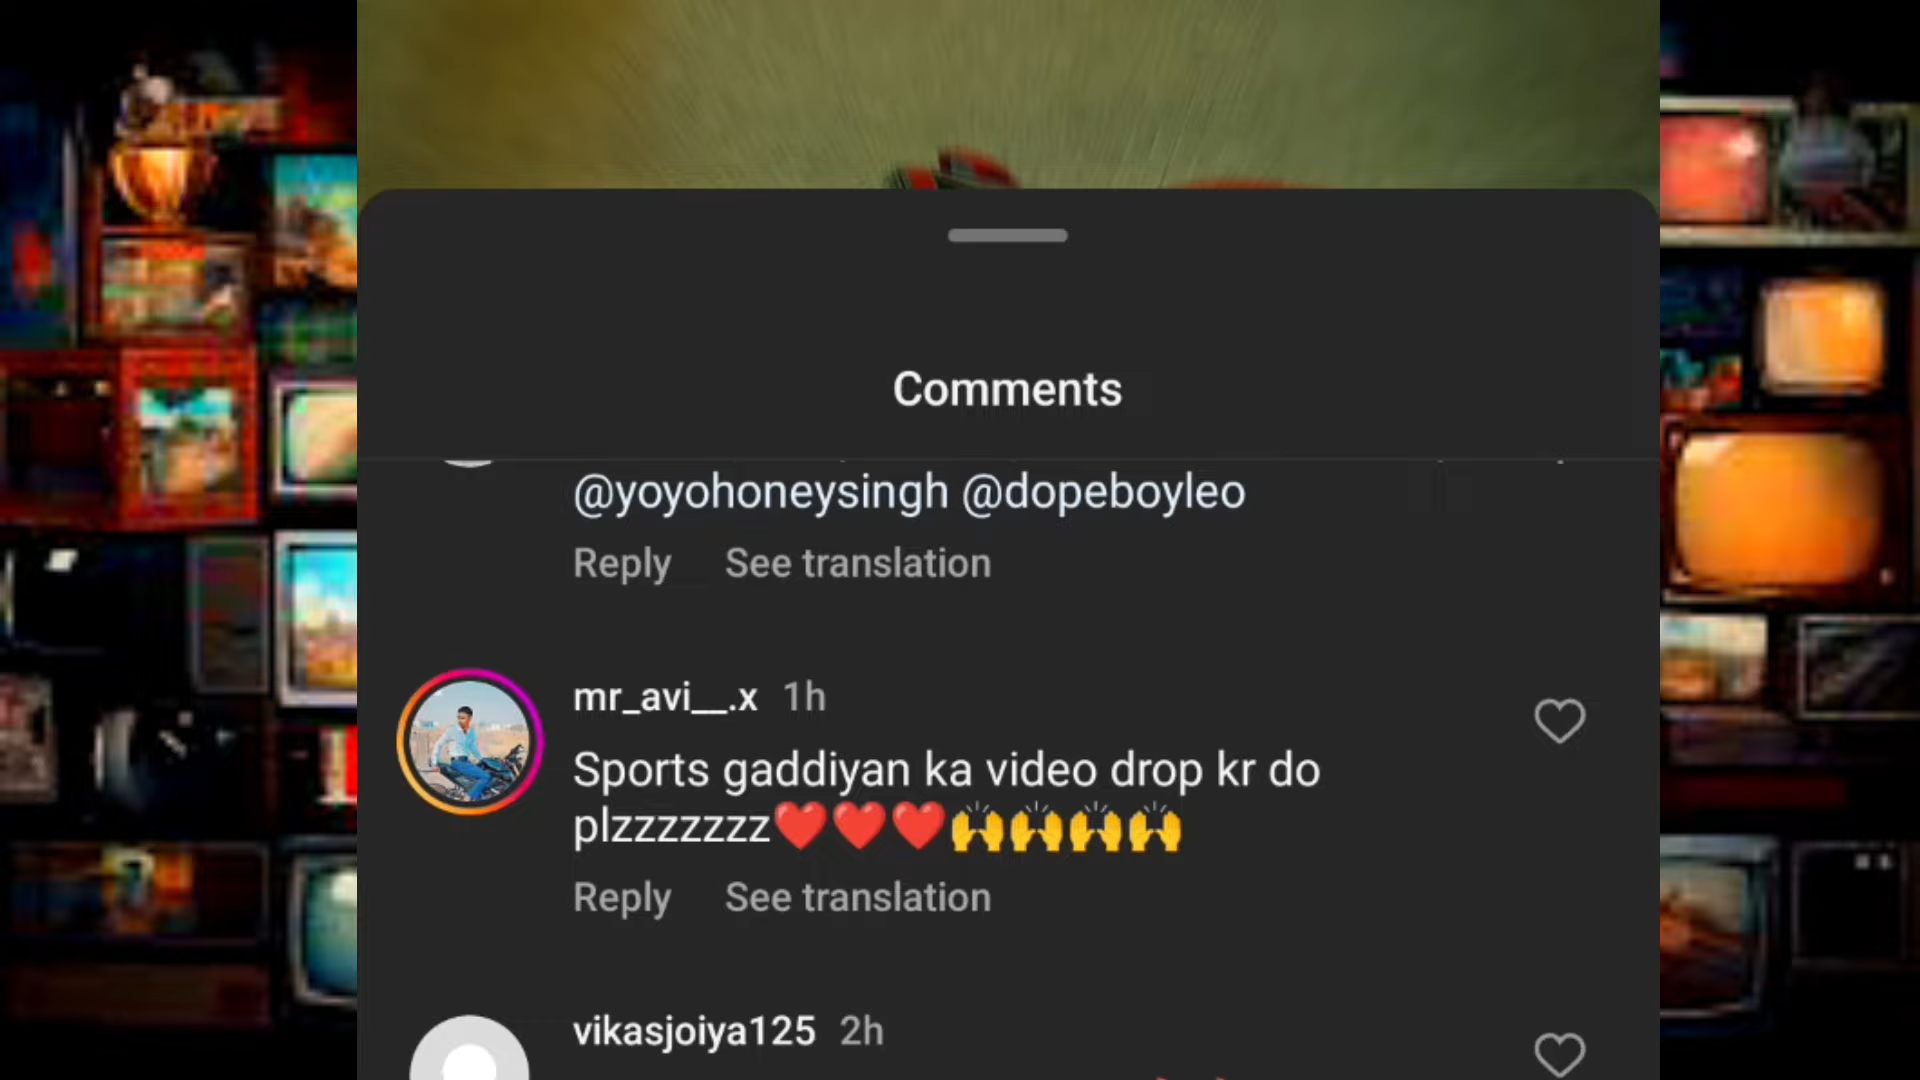 Comments
@yoyohoneysingh @dopeboyleo
Reply See translation
mr_avi__.x 1h
Sports gaddiyan ka video drop kr do
plzzzzzzz❤️❤️❤️🙌🙌🙌🙌
Reply See translation
vikasjoiya125 2h